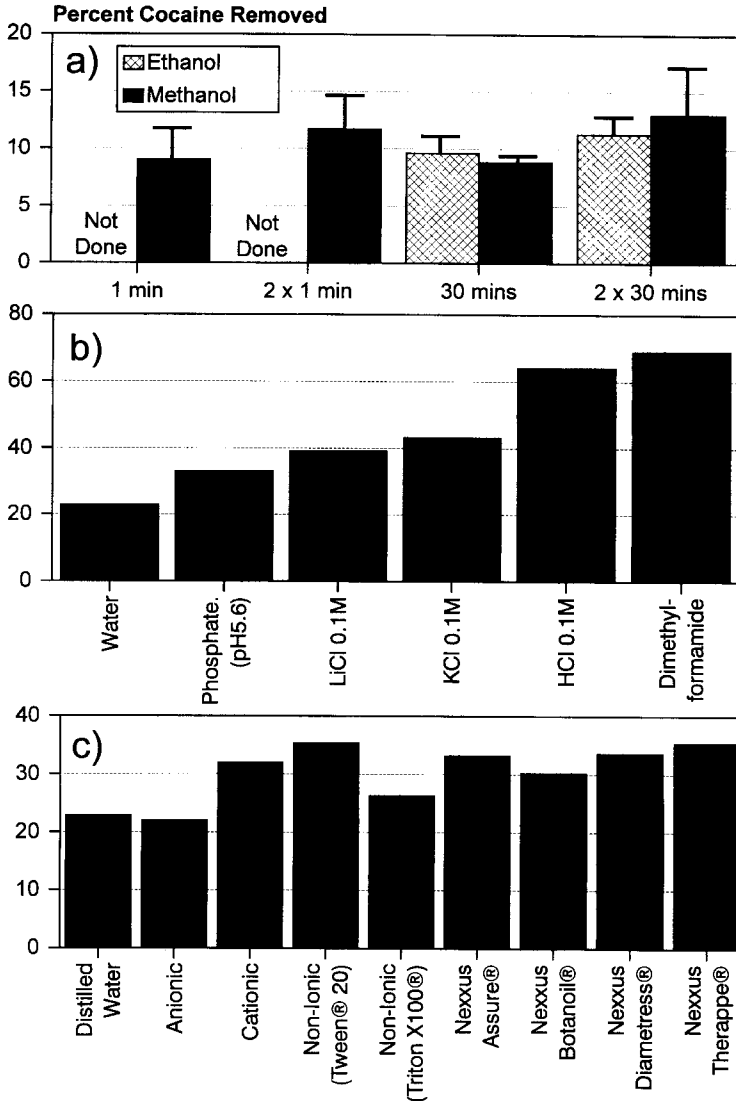 Percent Cocaine Removed
20
15
10
5
0
a)
Ethanol
Methanol
Not
Done
Not
Done
1 min
2 x 1 min
30 mins
2 x 30 mins
80
60
40
20
0
b)
Water
Phosphate.
(pH5.6)
LiCl 0.1M
KCl 0.1M
HCl 0.1M
Dimethyl-
formamide
40
30
20
10
0
c)
Distilled
Water
Anionic
Cationic
Non-Ionic
(Tween® 20)
Non-Ionic
(Triton X100®)
Nexxus
Assure®
Nexxus
Botanoil®
Nexxus
Diametress®
Nexxus
Therappe®